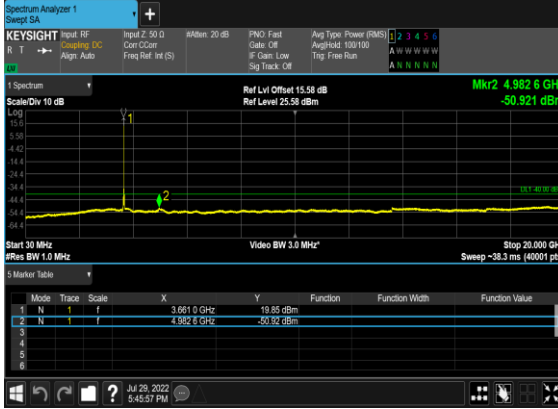 Spectrum Analyzer 1
Swept SA
+
KEYSIGHT Input: RF Input Z: 50 Ω #Atten: 20 dB PNO: Fast Avg Type: Power (RMS) 1 2 3 4 5 6
R T Coupling: DC Corr CCorr Gate: Off Avg|Hold: 100/100 A W W W W W
Align: Auto Freq Ref: Int (S) IF Gain: Low Trig: Free Run
Sig Track: Off A N N N N N
1 Spectrum Ref Lvl Offset 15.58 dB Mkr2 4.982 6 GH
Scale/Div 10 dB Ref Level 25.58 dBm -50.921 dB
Log
15.6
5.58
-4.42
-14.4
-24.4
-34.4
-44.4
-54.4
1
2
Start 30 MHz Video BW 3.0 MHz* Stop 20.000 GH
#Res BW 1.0 MHz Sweep ~38.3 ms (40001 pt
5 Marker Table
Mode Trace Scale X Y Function Function Width Function Value
1 N 1 f 3.661 0 GHz 19.85 dBm
2 N 1 f 4.982 6 GHz -50.92 dBm
3
4
5
6
? Jul 29, 2022
5:45:57 PM